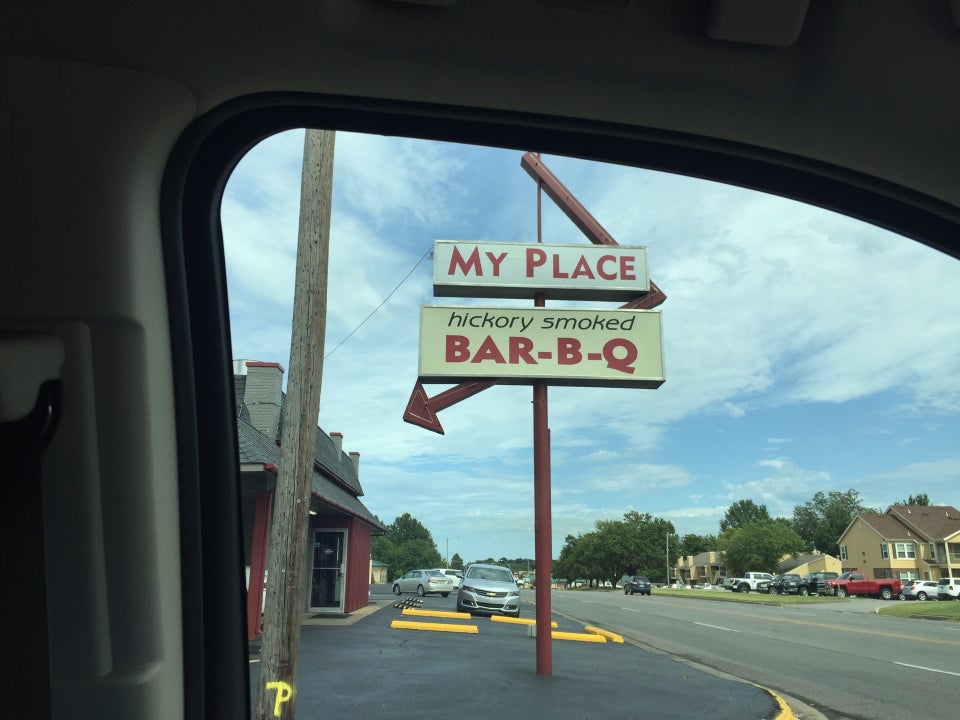 My Place
hickory smoked
BAR-B-Q
P